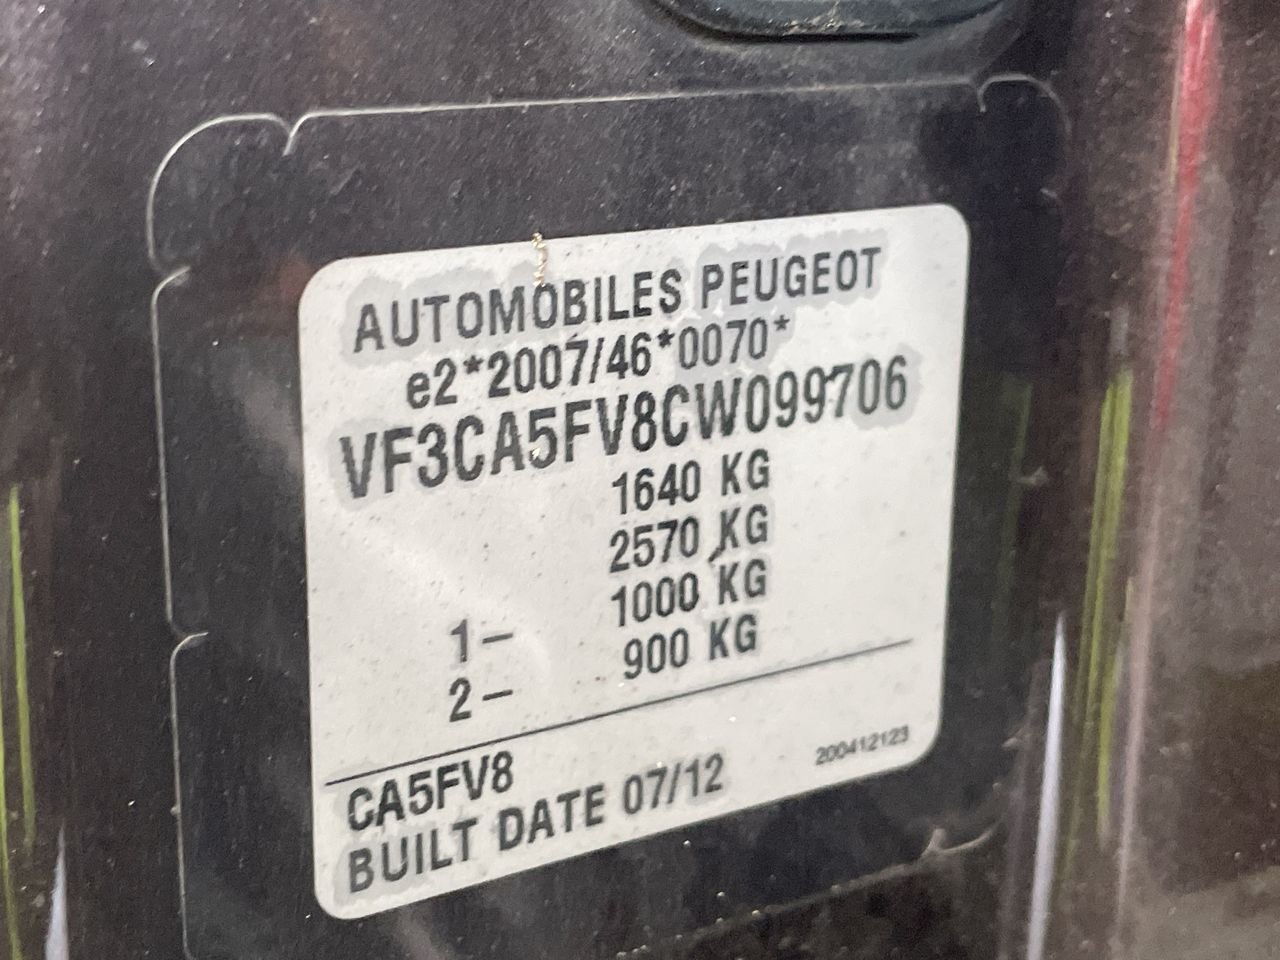 AUTOMOBILES PEUGEOT
e2*2007/46*0070*
VF3CA5FV8CW099706
1640 KG
2570 KG
1- 1000 KG
2- 900 KG
CA5FV8
BUILT DATE 07/12
200412123